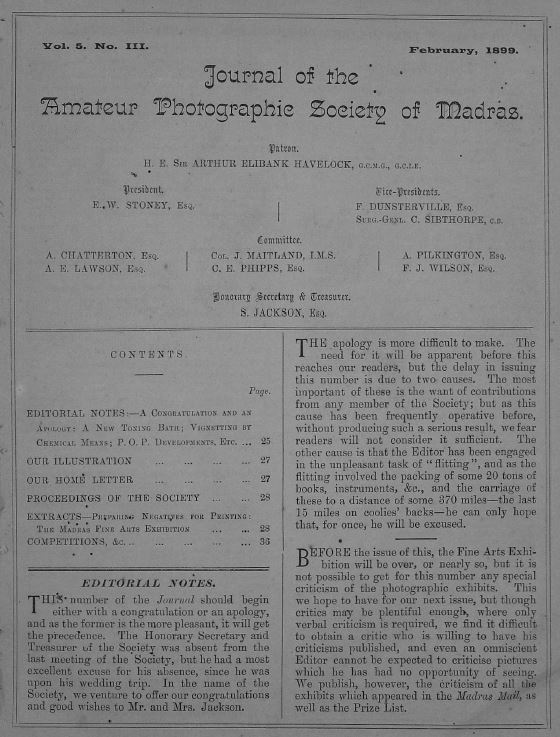 Vol. 5. No. III.
February, 1899.
Journal of the
Amateur Photographic Society of Madras.
Patron.
H. E. Sir ARTHUR ELIBANK HAVELOCK, G.C.M.G., G.C.I.E.
President.
E. W. STONEY, Esq.
Vice-Presidents.
F. DUNSTERVILLE, Esq.
Surg.-Genl. C. SIBTHORPE, C.B.
Committee.
A. CHATTERTON, Esq.
A. E. LAWSON, Esq.
Col. J. MAITLAND, I.M.S.
C. E. PHIPPS, Esq.
A. PILKINGTON, Esq.
F. J. WILSON, Esq.
Honorary Secretary & Treasurer.
S. JACKSON, Esq.
CONTENTS.
Page.
EDITORIAL NOTES:—A Congratulation and an
Apology; A New Toning Bath; Vignetting by
Chemical Means; P. O. P. Developments, Etc. ... 25
OUR ILLUSTRATION ... ... ... ... 27
OUR HOME LETTER ... ... ... ... 27
PROCEEDINGS OF THE SOCIETY ... ... 28
EXTRACTS—Preparing Negatives for Printing:
The Madras Fine Arts Exhibition ... ... 28
COMPETITIONS, &c. .. ... ... ... ... 36
EDITORIAL NOTES.
THIS number of the Journal should begin
either with a congratulation or an apology,
and as the former is the more pleasant, it will get
the precedence. The Honorary Secretary and
Treasurer of the Society was absent from the
last meeting of the Society, but he had a most
excellent excuse for his absence, since he was
upon his wedding trip. In the name of the
Society, we venture to offer our congratulations
and good wishes to Mr. and Mrs. Jackson.
THE apology is more difficult to make. The
need for it will be apparent before this
reaches our readers, but the delay in issuing
this number is due to two causes. The most
important of these is the want of contributions
from any member of the Society; but as this
cause has been frequently operative before,
without producing such a serious result, we fear
readers will not consider it sufficient. The
other cause is that the Editor has been engaged
in the unpleasant task of "flitting", and as the
flitting involved the packing of some 20 tons of
books, instruments, &c., and the carriage of
these to a distance of some 370 miles—the last
15 miles on coolies' backs—he can only hope
that, for once, he will be excused.
BEFORE the issue of this, the Fine Arts Exhi-
bition will be over, or nearly so, but it is
not possible to get for this number any special
criticism of the photographic exhibits. This
we hope to have for our next issue, but though
critics may be plentiful enough, where only
verbal criticism is required, we find it difficult
to obtain a critic who is willing to have his
criticisms published, and even an omniscient
Editor cannot be expected to criticise pictures
which he has had no opportunity of seeing.
We publish, however, the criticism of all the
exhibits which appeared in the Madras Mail, as
well as the Prize List.